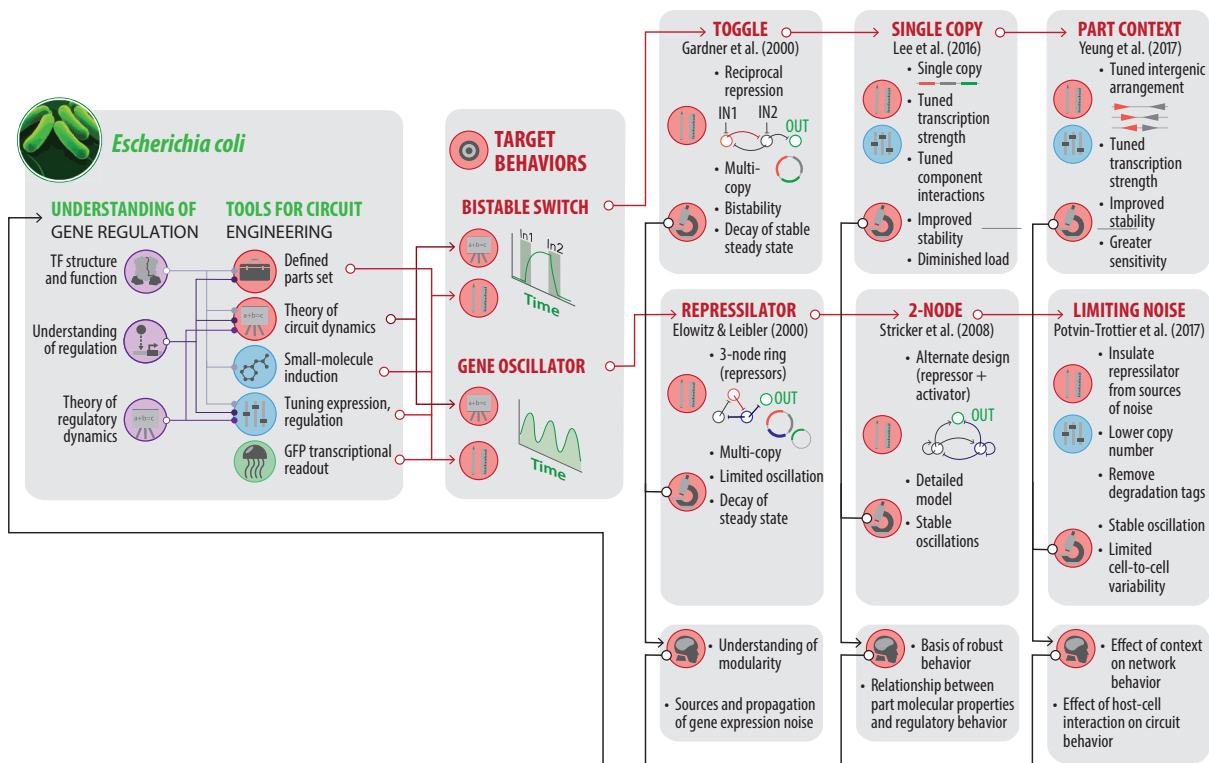 Escherichia coli
UNDERSTANDING OF
GENE REGULATION
TF structure
and function
Understanding
of regulation
Theory of
regulatory
dynamics
a+b=c
TOOLS FOR CIRCUIT
ENGINEERING
Defined
parts set
a+b=c
Theory of
circuit dynamics
Small-molecule
induction
Tuning expression,
regulation
GFP transcriptional
readout
TARGET
BEHAVIORS
BISTABLE SWITCH
a+b=c
In1
In2
Time
GENE OSCILLATOR
a+b=c
Time
TOGGLE
Gardner et al. (2000)
• Reciprocal
repression
IN1
IN2
OUT
• Multi-
copy
• Bistability
• Decay of stable
steady state
SINGLE COPY
Lee et al. (2016)
• Single copy
• Tuned
transcription
strength
• Tuned
component
interactions
• Improved
stability
• Diminished load
PART CONTEXT
Yeung et al. (2017)
• Tuned intergenic
arrangement
• Tuned
transcription
strength
• Improved
stability
• Greater
sensitivity
REPRESSILATOR
Elowitz & Leibler (2000)
• 3-node ring
(repressors)
OUT
• Multi-copy
• Limited oscillation
• Decay of
steady state
2-NODE
Stricker et al. (2008)
• Alternate design
(repressor +
activator)
OUT
• Detailed
model
• Stable
oscillations
LIMITING NOISE
Potvin-Trottier et al. (2017)
• Insulate
repressilator
from sources
of noise
• Lower copy
number
• Remove
degradation tags
• Stable oscillation
• Limited
cell-to-cell
variability
• Understanding of
modularity
• Sources and propagation
of gene expression noise
• Basis of robust
behavior
• Relationship between
part molecular properties
and regulatory behavior
• Effect of context
on network
behavior
• Effect of host-cell
interaction on circuit
behavior